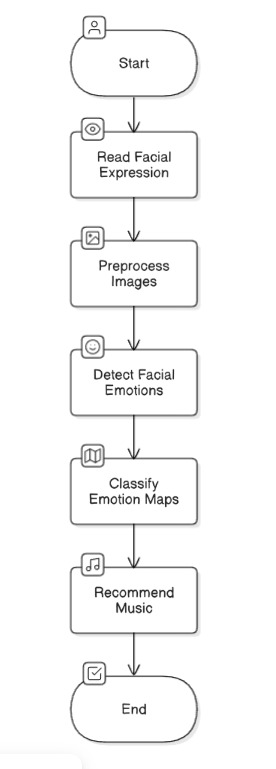 Start
Read Facial
Expression
Preprocess
Images
Detect Facial
Emotions
Classify
Emotion Maps
Recommend
Music
End